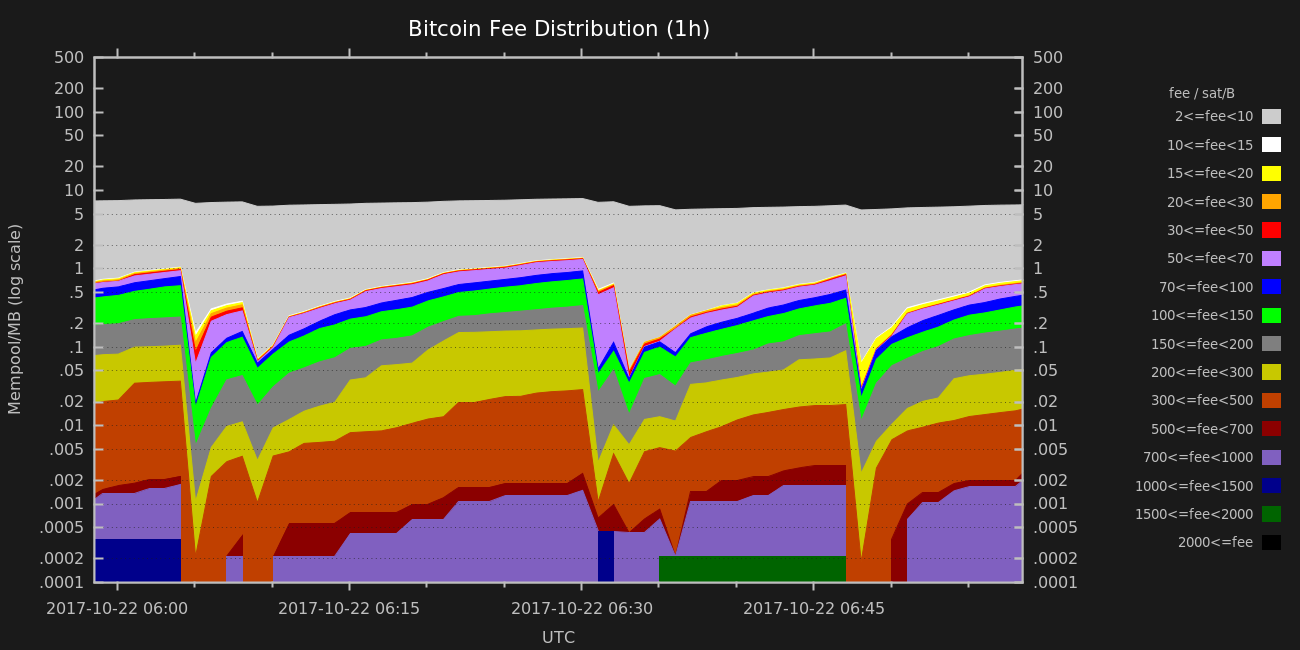 Bitcoin Fee Distribution (1h)
500
200
100
50
20
10
5
2
1
.5
.2
.1
.05
.02
.01
.005
.002
.001
.0005
.0002
.0001
Mempool/MB (log scale)
500
200
100
50
20
10
5
2
1
.5
.2
.1
.05
.02
.01
.005
.002
.001
.0005
.0002
.0001
2017-10-22 06:00
2017-10-22 06:15
2017-10-22 06:30
2017-10-22 06:45
UTC
fee / sat/B
2<=fee<10
10<=fee<15
15<=fee<20
20<=fee<30
30<=fee<50
50<=fee<70
70<=fee<100
100<=fee<150
150<=fee<200
200<=fee<300
300<=fee<500
500<=fee<700
700<=fee<1000
1000<=fee<1500
1500<=fee<2000
2000<=fee